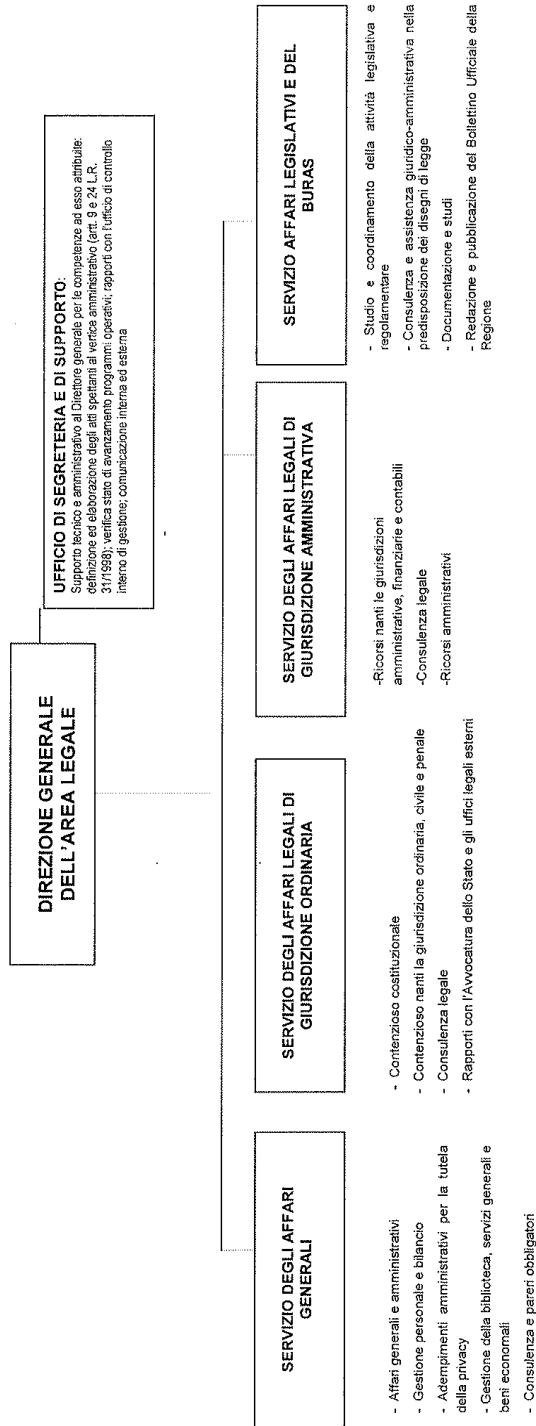 DIREZIONE GENERALE
DELL'AREA LEGALE
UFFICIO DI SEGRETERIA E DI SUPPORTO:
Supporto tecnico e amministrativo al Direttore generale per le competenze ad esso attribuite:
definizione ed elaborazione degli atti spettanti al vertice amministrativo (artt. 9 e 24 L.R.
31/1998); verifica stato di avanzamento programmi operativi; rapporti con l'ufficio di controllo
interno di gestione; comunicazione interna ed esterna
SERVIZIO DEGLI AFFARI
GENERALI
- Affari generali e amministrativi
- Gestione personale e bilancio
- Adempimenti amministrativi per la tutela
della privacy
- Gestione della biblioteca, servizi generali e
beni economali
- Consulenza e pareri obbligatori
SERVIZIO DEGLI AFFARI LEGALI DI
GIURISDIZIONE ORDINARIA
- Contenzioso costituzionale
- Contenzioso nanti la giurisdizione ordinaria, civile e penale
- Consulenza legale
- Rapporti con l'Avvocatura dello Stato e gli uffici legali esterni
SERVIZIO DEGLI AFFARI LEGALI DI
GIURISDIZIONE AMMINISTRATIVA
-Ricorsi nanti le giurisdizioni
amministrative, finanziarie e contabili
-Consulenza legale
-Ricorsi amministrativi
SERVIZIO AFFARI LEGISLATIVI E DEL
BURAS
- Studio e coordinamento della attività legislativa e
regolamentare
- Consulenza e assistenza giuridico-amministrativa nella
predisposizione dei disegni di legge
- Documentazione e studi
- Redazione e pubblicazione del Bollettino Ufficiale della
Regione